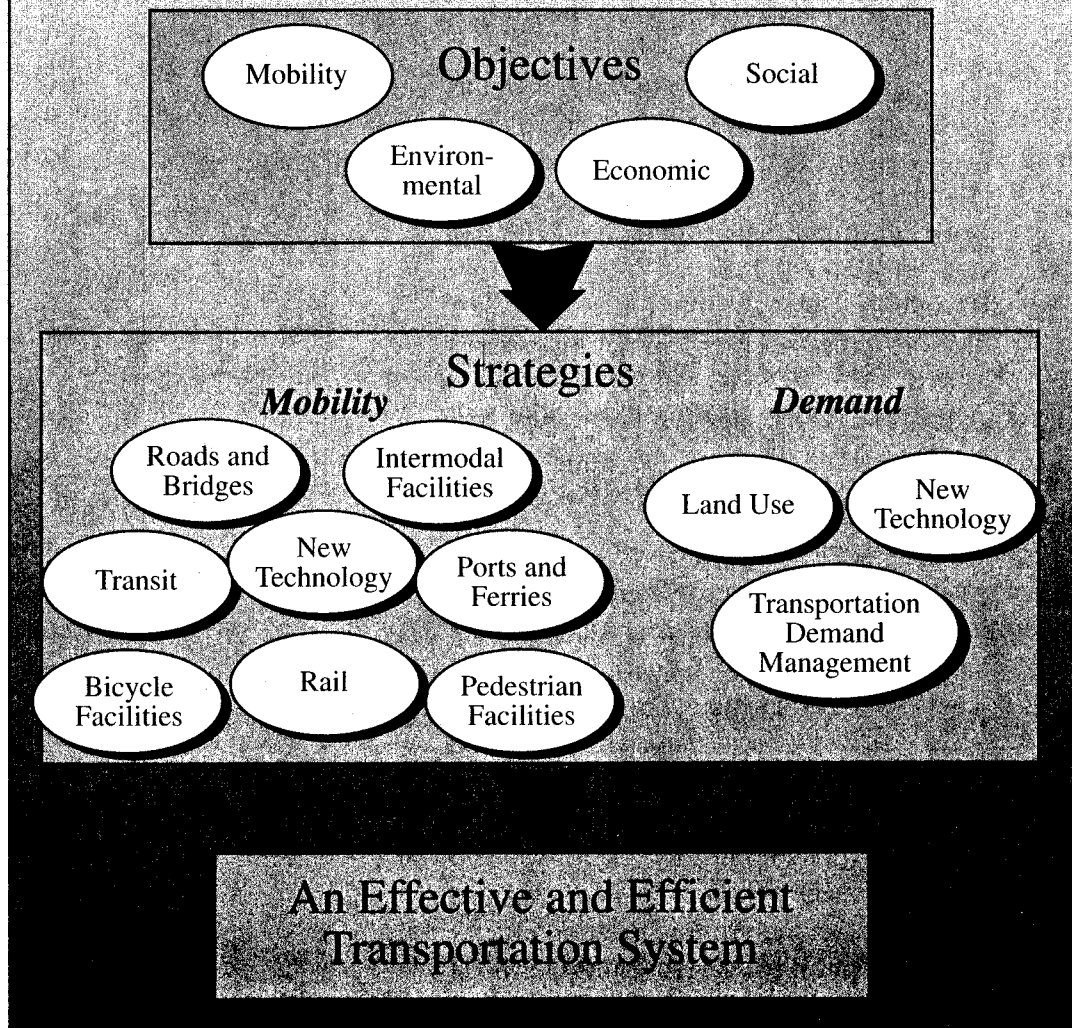 Objectives
Mobility
Social
Environ-
mental
Economic
Strategies
Mobility
Demand
Roads and
Bridges
Intermodal
Facilities
Transit
New
Technology
Ports and
Ferries
Bicycle
Facilities
Rail
Pedestrian
Facilities
Land Use
New
Technology
Transportation
Demand
Management
An Effective and Efficient
Transportation System